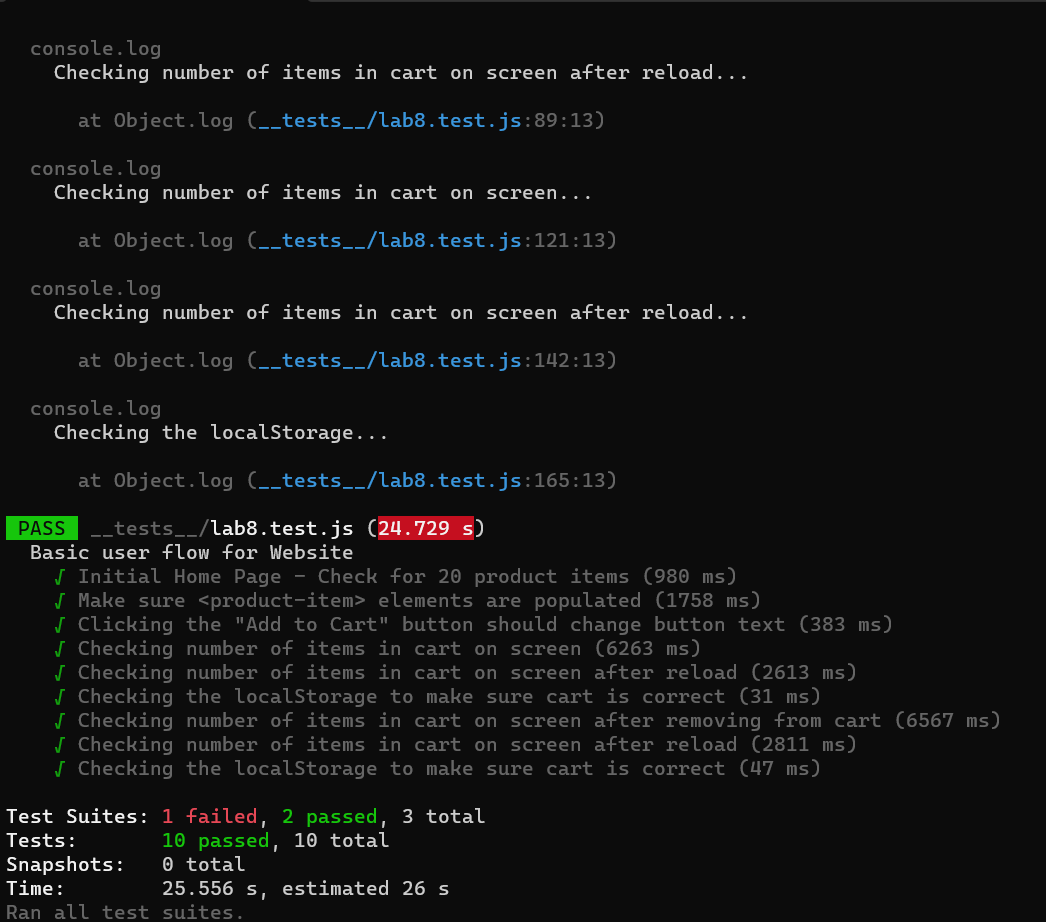 console.log
Checking number of items in cart on screen after reload...
at Object.log (__tests__/lab8.test.js:89:13)
console.log
Checking number of items in cart on screen...
at Object.log (__tests__/lab8.test.js:121:13)
console.log
Checking number of items in cart on screen after reload...
at Object.log (__tests__/lab8.test.js:142:13)
console.log
Checking the localStorage...
at Object.log (__tests__/lab8.test.js:165:13)
PASS __tests__/lab8.test.js (24.729 s)
Basic user flow for Website
√ Initial Home Page - Check for 20 product items (980 ms)
√ Make sure <product-item> elements are populated (1758 ms)
√ Clicking the "Add to Cart" button should change button text (383 ms)
√ Checking number of items in cart on screen (6263 ms)
√ Checking number of items in cart on screen after reload (2613 ms)
√ Checking the localStorage to make sure cart is correct (31 ms)
√ Checking number of items in cart on screen after removing from cart (6567 ms)
√ Checking number of items in cart on screen after reload (2811 ms)
√ Checking the localStorage to make sure cart is correct (47 ms)
Test Suites: 1 failed, 2 passed, 3 total
Tests: 10 passed, 10 total
Snapshots: 0 total
Time: 25.556 s, estimated 26 s
Ran all test suites.